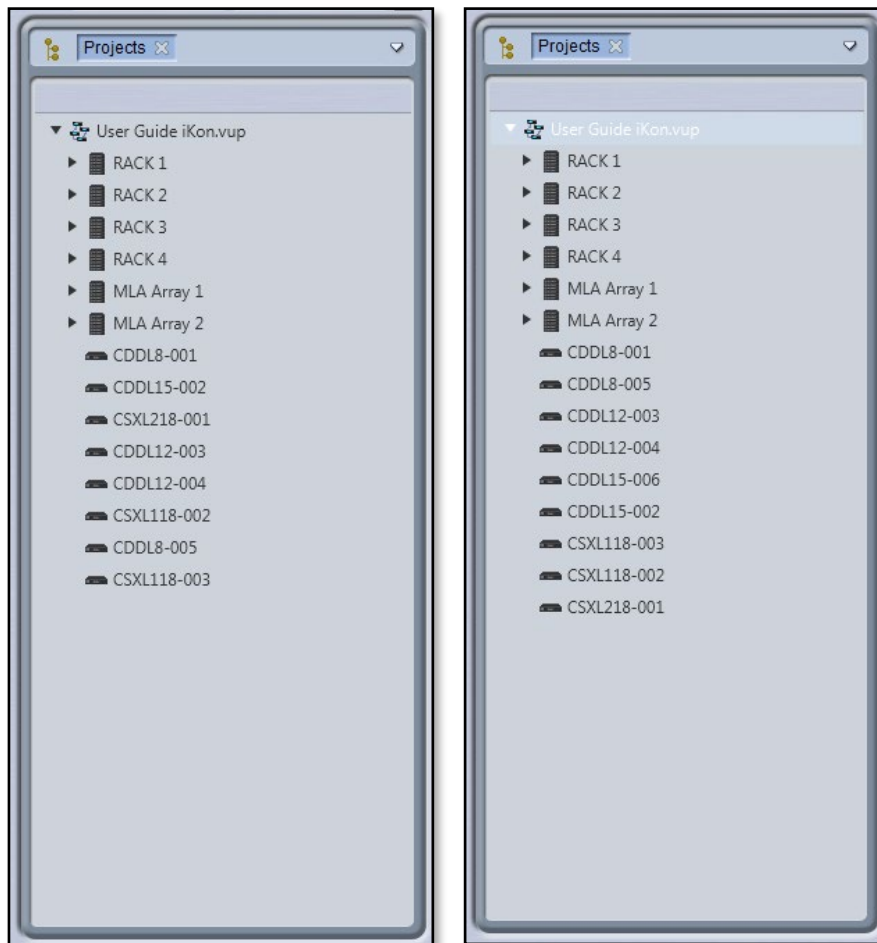 Projects
User Guide iKon.vup
RACK 1
RACK 2
RACK 3
RACK 4
MLA Array 1
MLA Array 2
CDDL8-001
CDDL15-002
CSXL218-001
CDDL12-003
CDDL12-004
CSXL118-002
CDDL8-005
CSXL118-003
Projects
User Guide iKon.vup
RACK 1
RACK 2
RACK 3
RACK 4
MLA Array 1
MLA Array 2
CDDL8-001
CDDL8-005
CDDL12-003
CDDL12-004
CDDL15-006
CDDL15-002
CSXL118-003
CSXL118-002
CSXL218-001